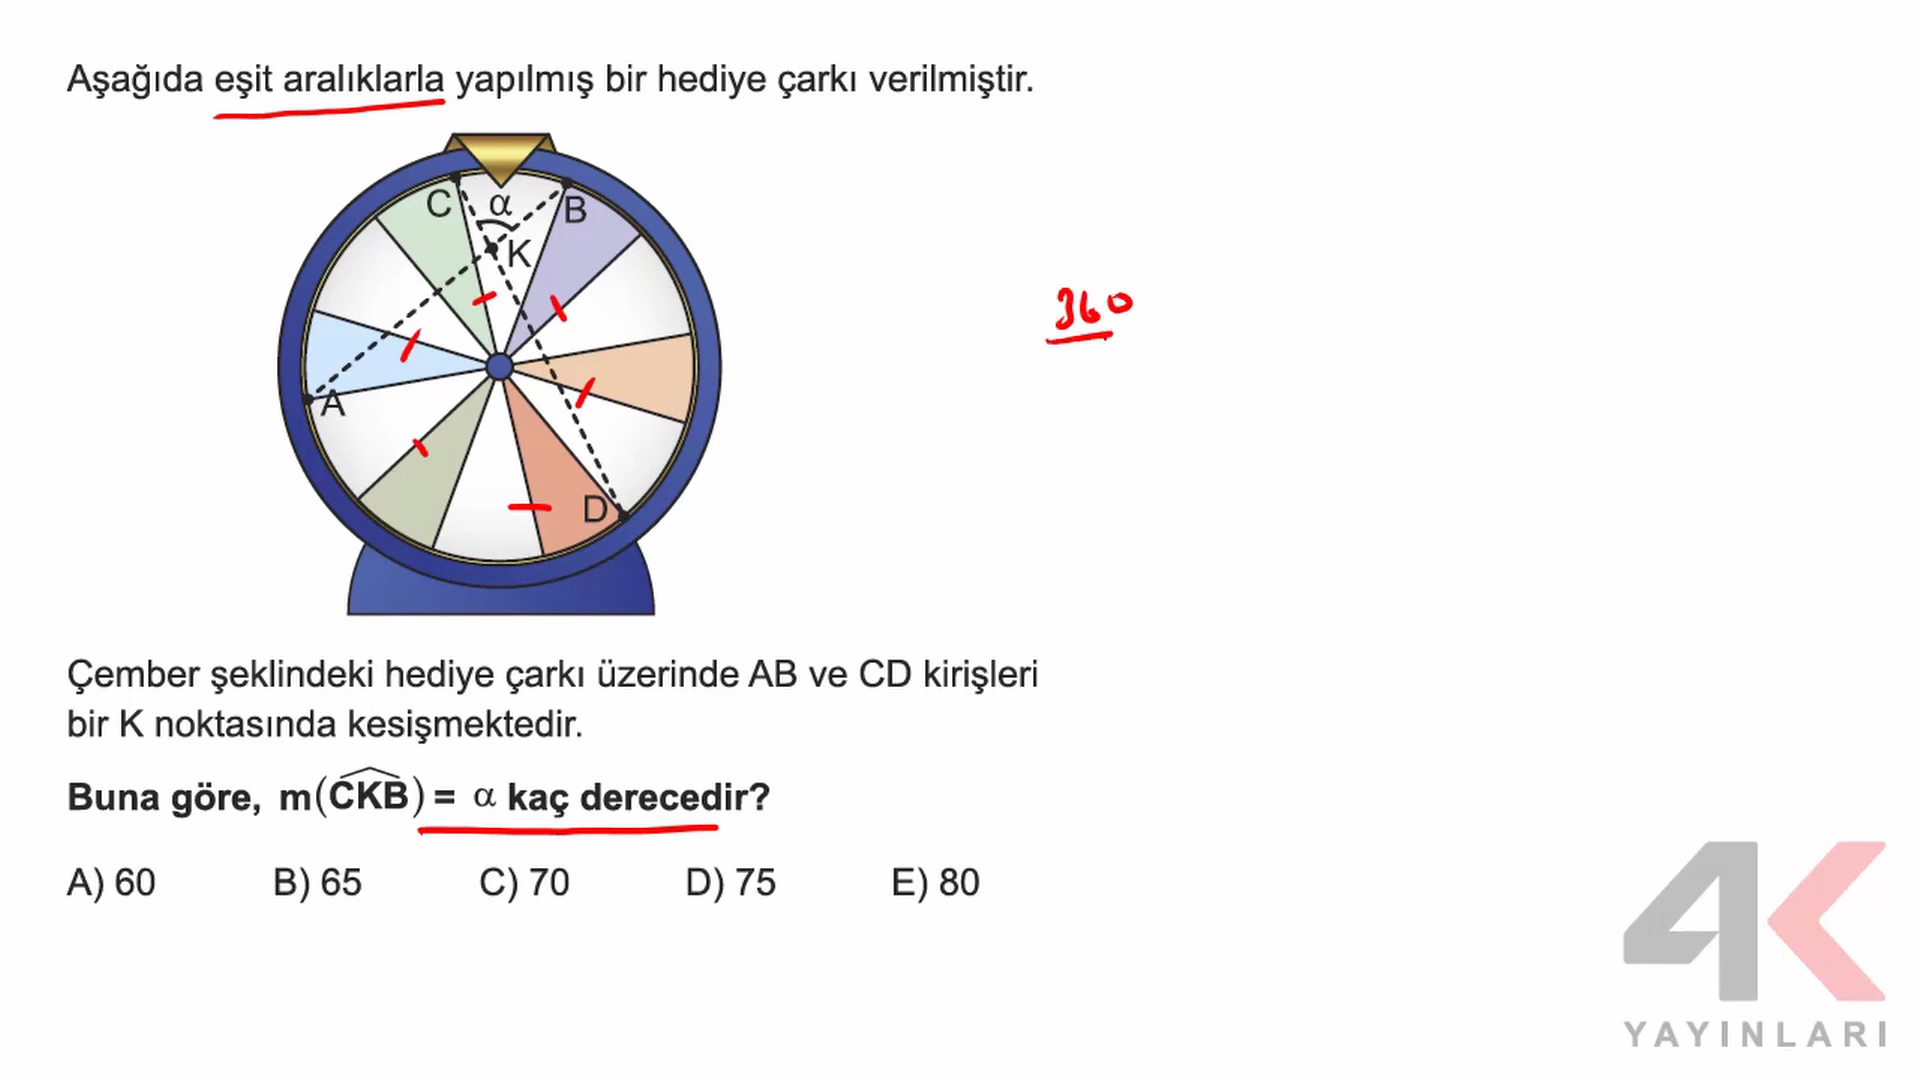 Aşağıda eşit aralıklarla yapılmış bir hediye çarkı verilmiştir.
C α B
K
A
D
360
Çember şeklindeki hediye çarkı üzerinde AB ve CD kirişleri
bir K noktasında kesişmektedir.
Buna göre, m(CKB) = α kaç derecedir?
A) 60 B) 65 C) 70 D) 75 E) 80
4K
YAYINLARI